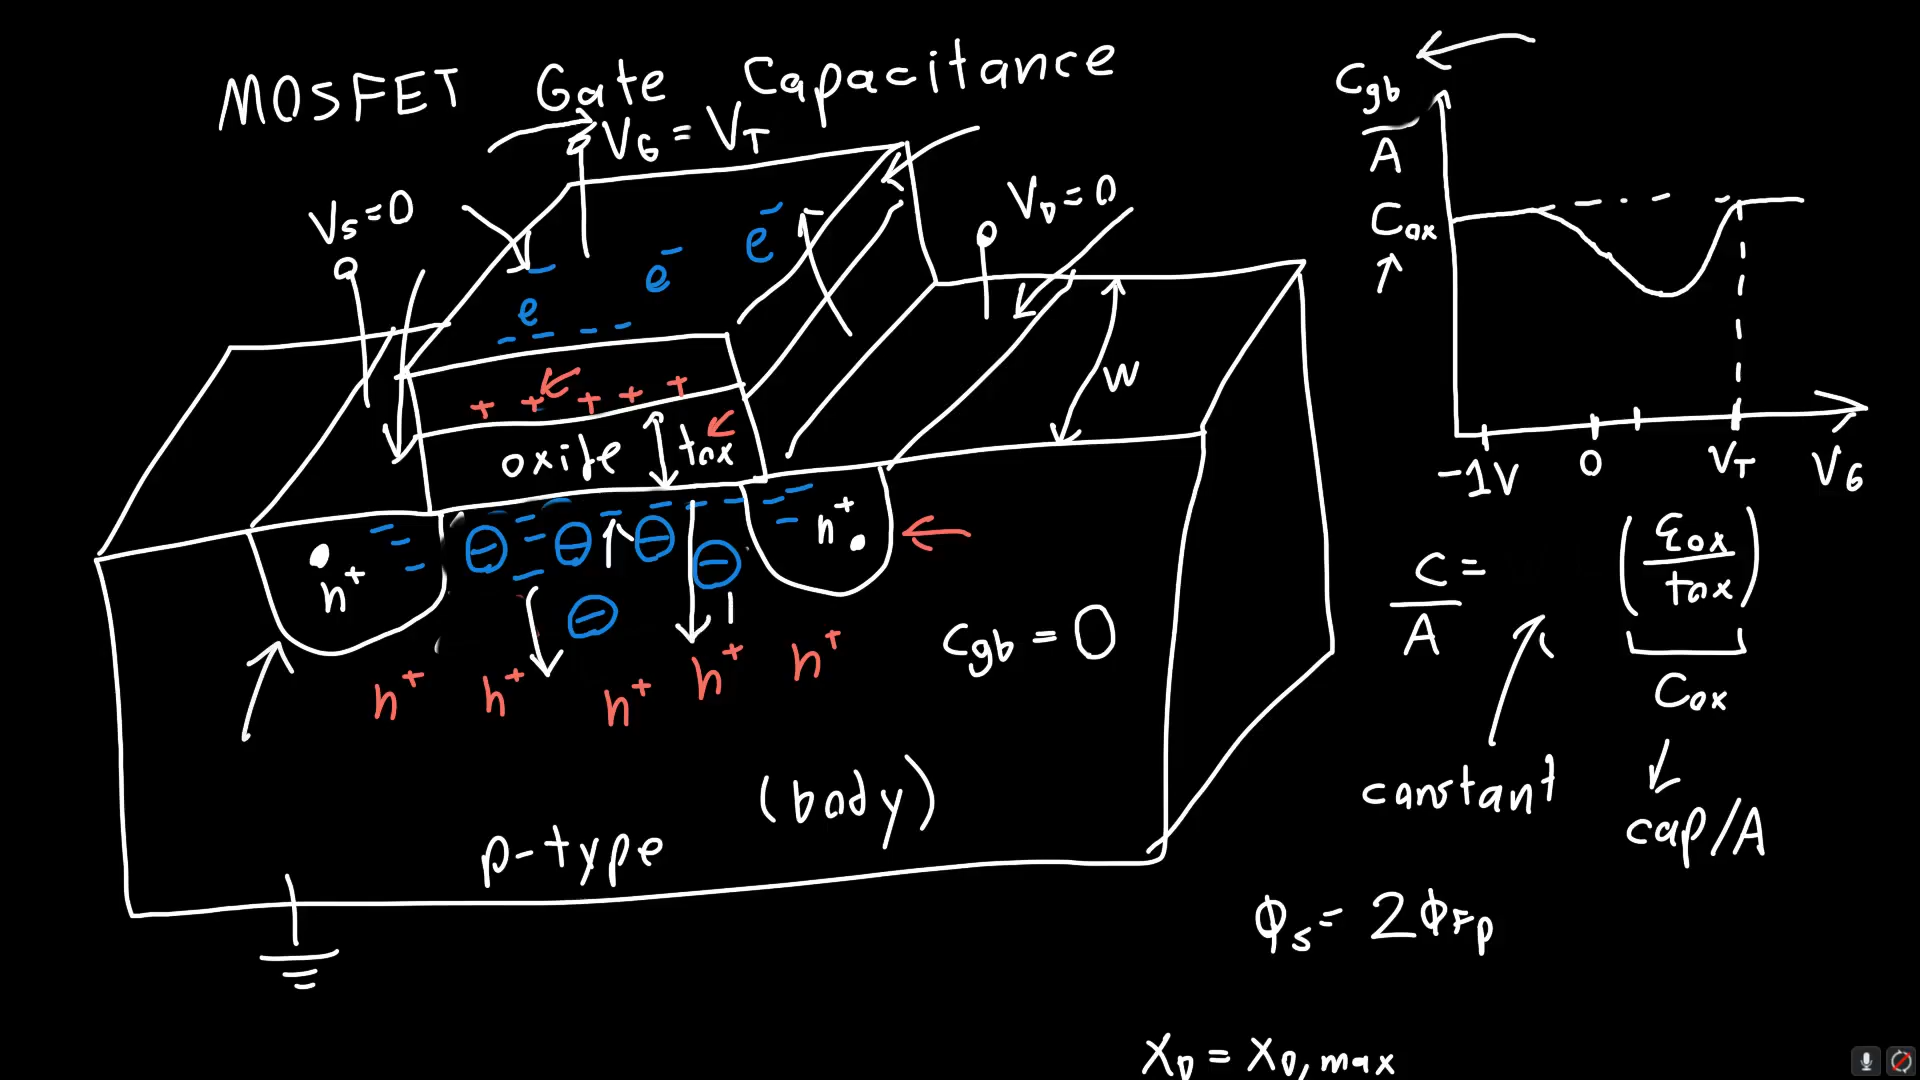 MOSFET Gate Capacitance
VG = VT
VS = 0
VD = 0
e⁻ e⁻ e⁻
- - - -
+ + + + +
oxide tox
W
n⁺
⊖ ⊖ ⊖ ⊖
⊖
n⁺
h⁺ h⁺ h⁺ h⁺ h⁺
Cgb = 0
(body)
p-type
Cgb/A
Cox
-1V 0 VT VG
C/A = (εox/tox)
Cox
constant
cap/A
ϕs = 2ϕFp
XD = XD,max